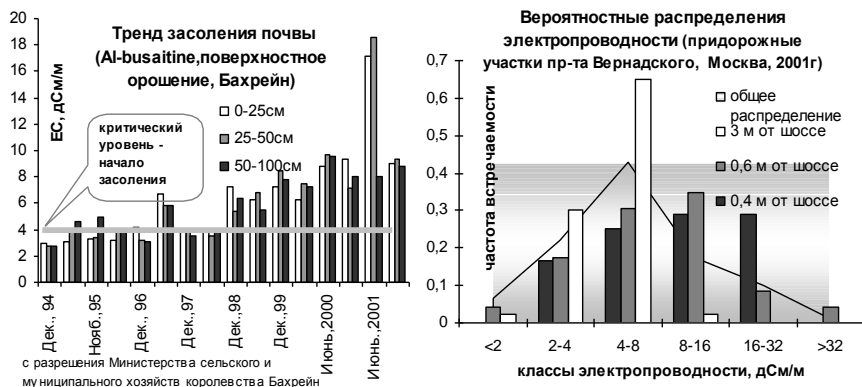 Тренд засоления почвы
(Al-busaitine,поверхностное
орошение, Бахрейн)
ЕС, дСм/м
20
18
16
14
12
10
8
6
4
2
0
0-25см
25-50см
50-100см
критический
уровень -
начало
засоления
Дек., 94
Нояб.,95
Дек., 96
Дек.,97
Дек.,98
Дек.,99
Июнь,2000
Июнь,2001
с разрешения Министерства сельского и
муниципального хозяйств королевства Бахрейн
Вероятностные распределения
электропроводности (придорожные
участки пр-та Вернадского, Москва, 2001г)
частота встречаемости
0,7
0,6
0,5
0,4
0,3
0,2
0,1
0
общее
распределение
3 м от шоссе
0,6 м от шоссе
0,4 м от шоссе
<2
2-4
4-8
8-16
16-32
>32
классы электропроводности, дСм/м